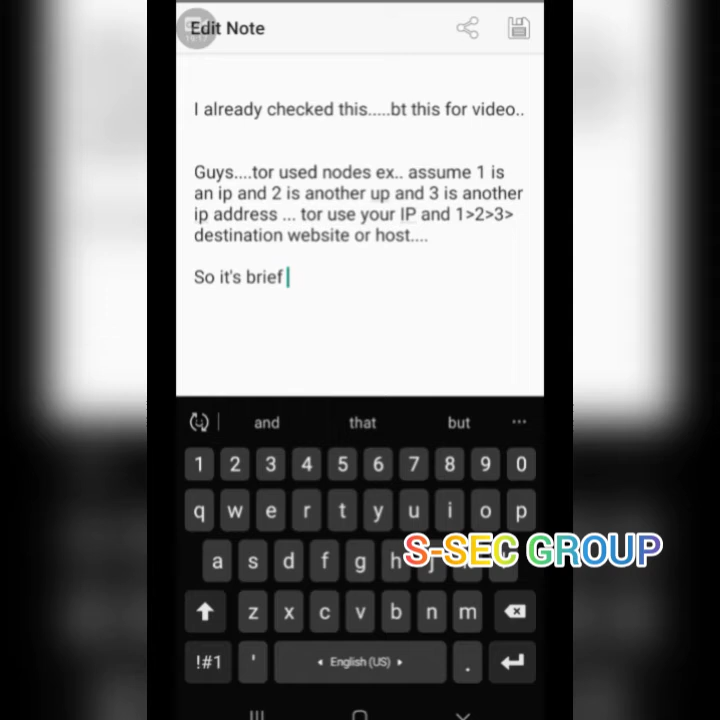 Edit Note
I already checked this.....bt this for video..
Guys....tor used nodes ex.. assume 1 is
an ip and 2 is another up and 3 is another
ip address ... tor use your IP and 1>2>3>
destination website or host....
So it's brief
and that but ...
1 2 3 4 5 6 7 8 9 0
q w e r t y u i o p
a s d f g h j
S-SEC GROUP
z x c v b n m
!#1 ' English (US) .